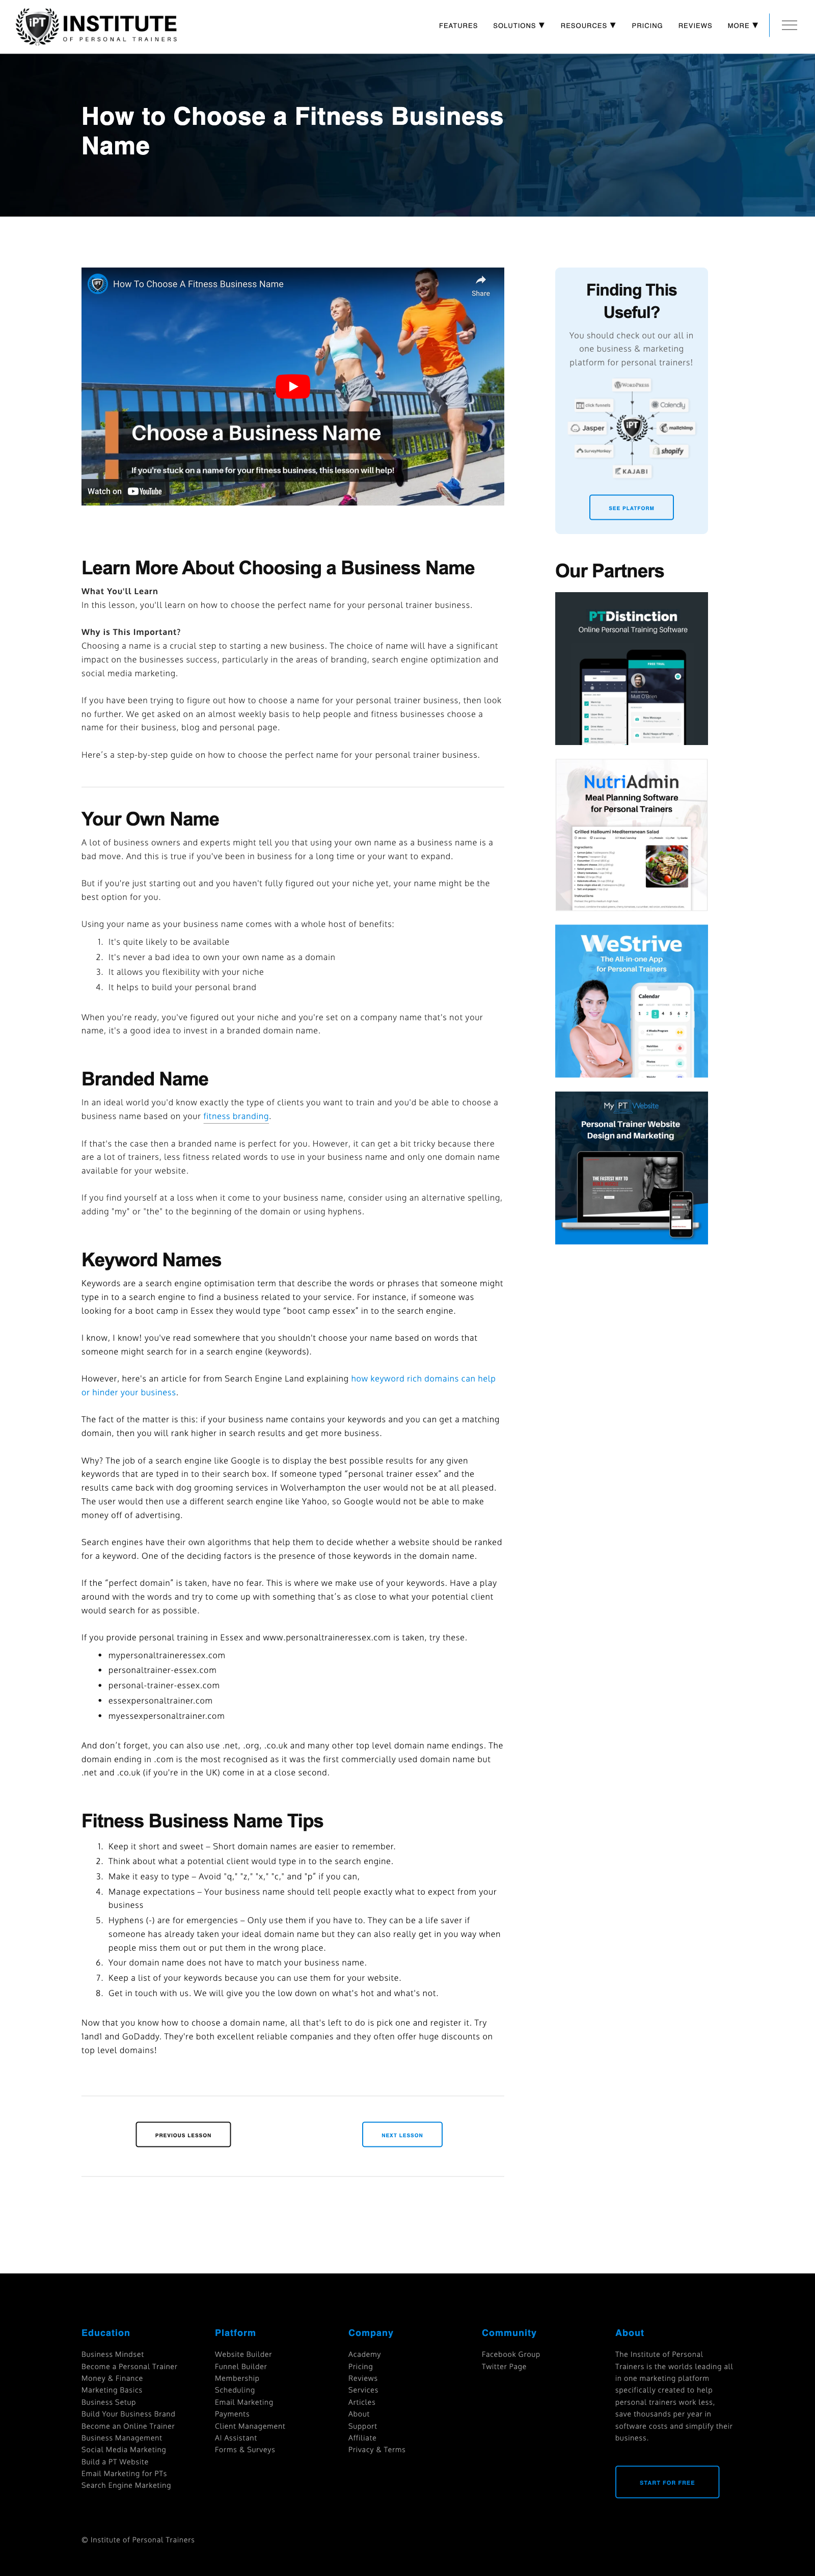 iPT INSTITUTE
OF PERSONAL TRAINERS
FEATURES SOLUTIONS ▼ RESOURCES ▼ PRICING REVIEWS MORE ▼
How to Choose a Fitness Business
Name
How To Choose A Fitness Business Name
Share
Choose a Business Name
If you're stuck on a name for your fitness business, this lesson will help!
Watch on YouTube
Finding This
Useful?
You should check out our all in
one business & marketing
platform for personal trainers!
WordPress
click funnels
Calendly
Jasper
iPT
mailchimp
SurveyMonkey
shopify
KAJABI
SEE PLATFORM
Learn More About Choosing a Business Name
What You'll Learn
In this lesson, you'll learn on how to choose the perfect name for your personal trainer business.
Why is This Important?
Choosing a name is a crucial step to starting a new business. The choice of name will have a significant
impact on the businesses success, particularly in the areas of branding, search engine optimization and
social media marketing.
If you have been trying to figure out how to choose a name for your personal trainer business, then look
no further. We get asked on an almost weekly basis to help people and fitness businesses choose a
name for their business, blog and personal page.
Here's a step-by-step guide on how to choose the perfect name for your personal trainer business.
Your Own Name
A lot of business owners and experts might tell you that using your own name as a business name is a
bad move. And this is true if you've been in business for a long time or your want to expand.
But if you're just starting out and you haven't fully figured out your niche yet, your name might be the
best option for you.
Using your name as your business name comes with a whole host of benefits:
1. It's quite likely to be available
2. It's never a bad idea to own your own name as a domain
3. It allows you flexibility with your niche
4. It helps to build your personal brand
When you're ready, you've figured out your niche and you're set on a company name that's not your
name, it's a good idea to invest in a branded domain name.
Branded Name
In an ideal world you'd know exactly the type of clients you want to train and you'd be able to choose a
business name based on your fitness branding.
If that's the case then a branded name is perfect for you. However, it can get a bit tricky because there
are a lot of trainers, less fitness related words to use in your business name and only one domain name
available for your website.
If you find yourself at a loss when it come to your business name, consider using an alternative spelling,
adding "my" or "the" to the beginning of the domain or using hyphens.
Keyword Names
Keywords are a search engine optimisation term that describe the words or phrases that someone might
type in to a search engine to find a business related to your service. For instance, if someone was
looking for a boot camp in Essex they would type “boot camp essex” in to the search engine.
I know, I know! you've read somewhere that you shouldn't choose your name based on words that
someone might search for in a search engine (keywords).
However, here's an article for from Search Engine Land explaining how keyword rich domains can help
or hinder your business.
The fact of the matter is this: if your business name contains your keywords and you can get a matching
domain, then you will rank higher in search results and get more business.
Why? The job of a search engine like Google is to display the best possible results for any given
keywords that are typed in to their search box. If someone typed “personal trainer essex” and the
results came back with dog grooming services in Wolverhampton the user would not be at all pleased.
The user would then use a different search engine like Yahoo, so Google would not be able to make
money off of advertising.
Search engines have their own algorithms that help them to decide whether a website should be ranked
for a keyword. One of the deciding factors is the presence of those keywords in the domain name.
If the “perfect domain” is taken, have no fear. This is where we make use of your keywords. Have a play
around with the words and try to come up with something that's as close to what your potential client
would search for as possible.
If you provide personal training in Essex and www.personaltraineressex.com is taken, try these.
• mypersonaltraineressex.com
• personaltrainer-essex.com
• personal-trainer-essex.com
• essexpersonaltrainer.com
• myessexpersonaltrainer.com
And don't forget, you can also use .net, .org, .co.uk and many other top level domain name endings. The
domain ending in .com is the most recognised as it was the first commercially used domain name but
.net and .co.uk (if you're in the UK) come in at a close second.
Fitness Business Name Tips
1. Keep it short and sweet – Short domain names are easier to remember.
2. Think about what a potential client would type in to the search engine.
3. Make it easy to type – Avoid "q," "z," "x," "c," and "p" if you can,
4. Manage expectations – Your business name should tell people exactly what to expect from your
business
5. Hyphens (-) are for emergencies – Only use them if you have to. They can be a life saver if
someone has already taken your ideal domain name but they can also really get in you way when
people miss them out or put them in the wrong place.
6. Your domain name does not have to match your business name.
7. Keep a list of your keywords because you can use them for your website.
8. Get in touch with us. We will give you the low down on what's hot and what's not.
Now that you know how to choose a domain name, all that's left to do is pick one and register it. Try
1and1 and GoDaddy. They're both excellent reliable companies and they often offer huge discounts on
top level domains!
PREVIOUS LESSON
NEXT LESSON
Our Partners
PTDistinction
Online Personal Training Software
NutriAdmin
Meal Planning Software
for Personal Trainers
Grilled Halloumi Mediterranean Salad
Ingredients
Instructions
WeStrive
The All-in-one App
for Personal Trainers
Calendar
My PT Website
Personal Trainer Website
Design and Marketing
THE FASTEST WAY TO
Education
Business Mindset
Become a Personal Trainer
Money & Finance
Marketing Basics
Business Setup
Build Your Business Brand
Become an Online Trainer
Business Management
Social Media Marketing
Build a PT Website
Email Marketing for PTs
Search Engine Marketing
Platform
Website Builder
Funnel Builder
Membership
Scheduling
Email Marketing
Payments
Client Management
AI Assistant
Forms & Surveys
Company
Academy
Pricing
Reviews
Services
Articles
About
Support
Affiliate
Privacy & Terms
Community
Facebook Group
Twitter Page
About
The Institute of Personal
Trainers is the worlds leading all
in one marketing platform
specifically created to help
personal trainers work less,
save thousands per year in
software costs and simplify their
business.
START FOR FREE
© Institute of Personal Trainers